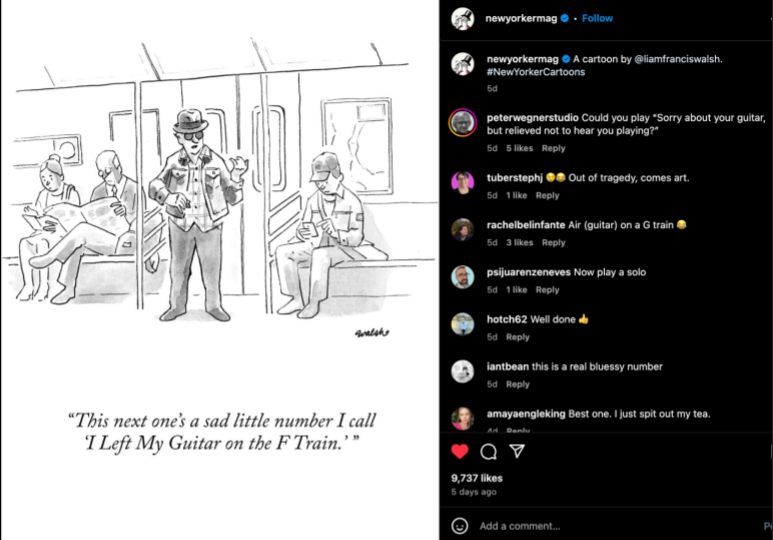 Walsh
“This next one’s a sad little number I call
‘I Left My Guitar on the F Train.’ ”
newyorkermag • Follow
newyorkermag A cartoon by @liamfranciswalsh.
#NewYorkerCartoons
5d
peterwegnerstudio Could you play “Sorry about your guitar,
but relieved not to hear you playing?”
5d 5 likes Reply
tuberstephj 😏😂 Out of tragedy, comes art.
5d 1 like Reply
rachelbelinfante Air (guitar) on a G train 😂
5d 3 likes Reply
psijuarenzeneves Now play a solo
5d 1 like Reply
hotch62 Well done 👍
5d Reply
iantbean this is a real bluessy number
5d Reply
amayaengleking Best one. I just spit out my tea.
4d Reply
9,737 likes
5 days ago
Add a comment...